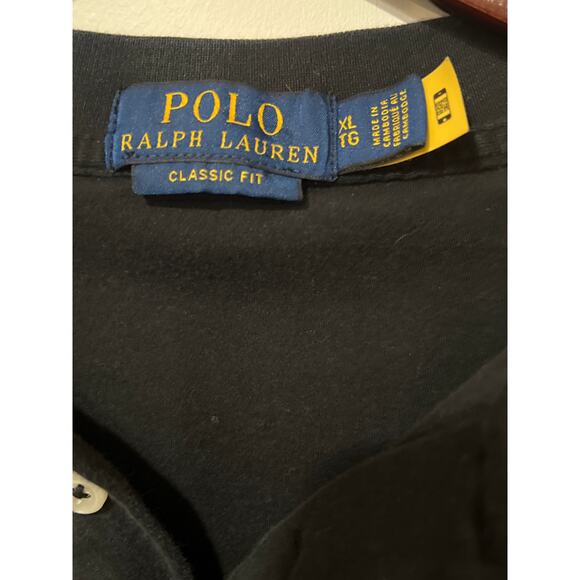 POLO
RALPH LAUREN
CLASSIC FIT
XL
TG
MADE IN
CAMBODIA
FABRIQUÉ AU
CAMBODGE